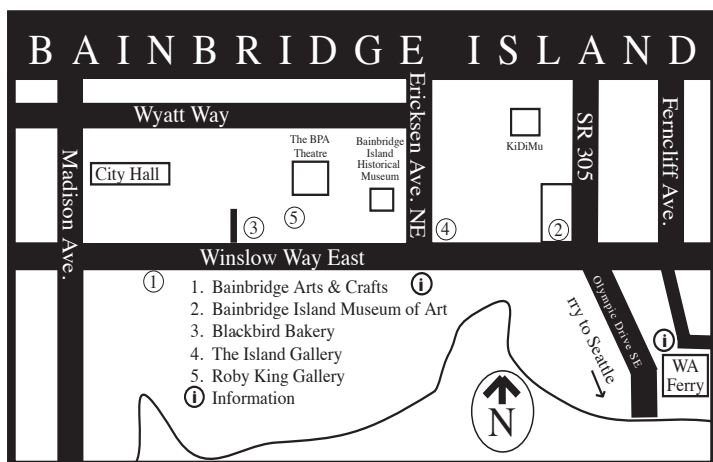 BAINBRIDGE ISLAND
Wyatt Way
Ericksen Ave. NE
SR 305
Ferncliff Ave.
Madison Ave.
City Hall
The BPA
Theatre
Bainbridge
Island
Historical
Museum
KiDiMu
3
5
4
2
Winslow Way East
1
1. Bainbridge Arts & Crafts
i
2. Bainbridge Island Museum of Art
3. Blackbird Bakery
4. The Island Gallery
5. Roby King Gallery
i Information
Olympic Drive SE
rry to Seattle
i
WA
Ferry
N